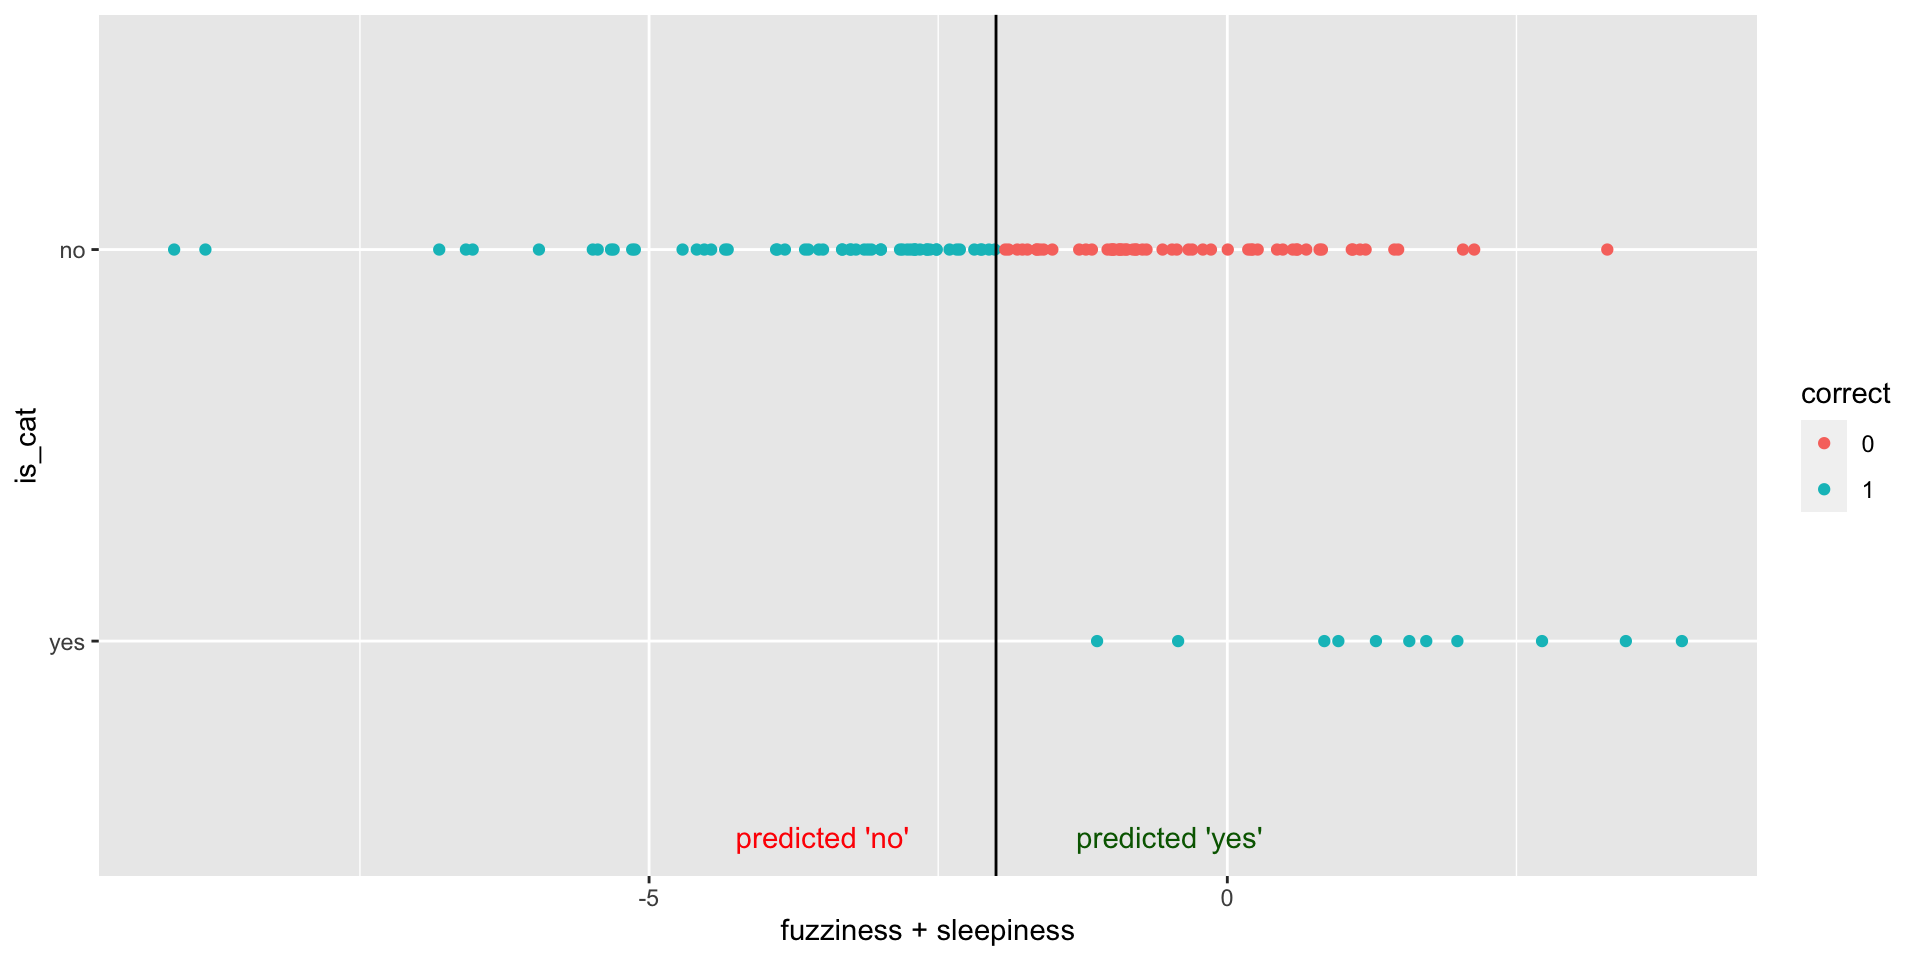 no
yes
is_cat
predicted 'no'
predicted 'yes'
-5
0
fuzziness + sleepiness
correct
0
1